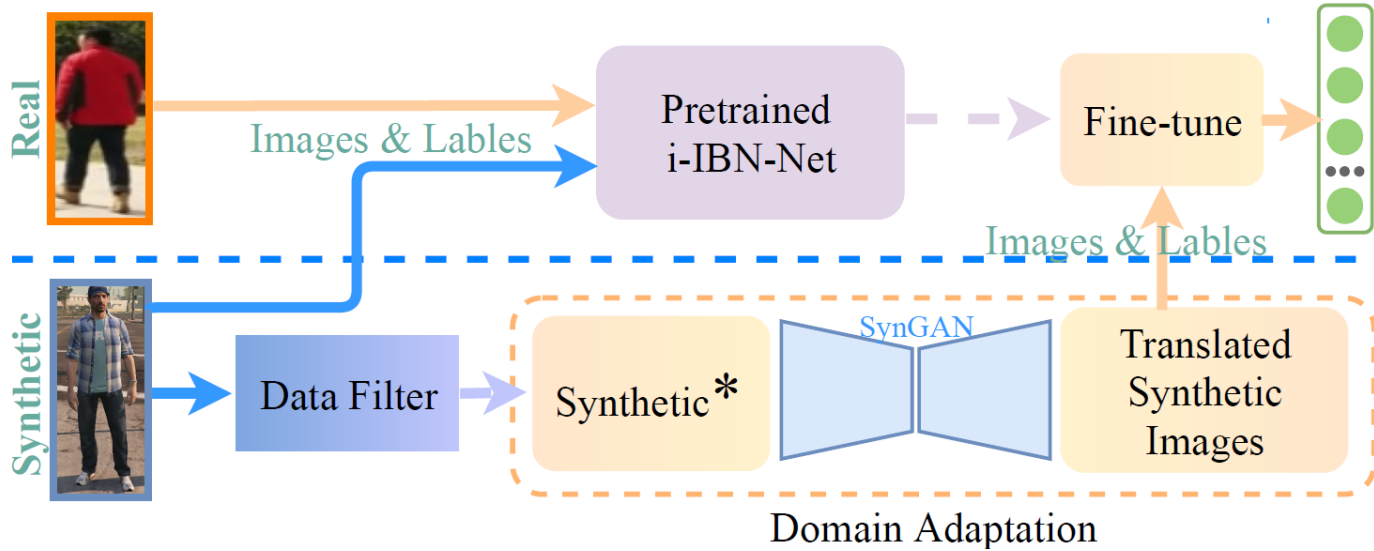 Real
Images & Lables
Pretrained
i-IBN-Net
Fine-tune
Images & Lables
Synthetic
Data Filter
Synthetic*
SynGAN
Translated
Synthetic
Images
Domain Adaptation